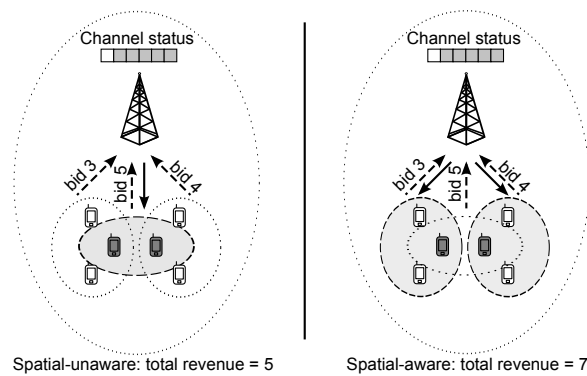 Channel status
bid 3
bid 5
bid 4
Spatial-unaware: total revenue = 5
Channel status
bid 3
bid 5
bid 4
Spatial-aware: total revenue = 7